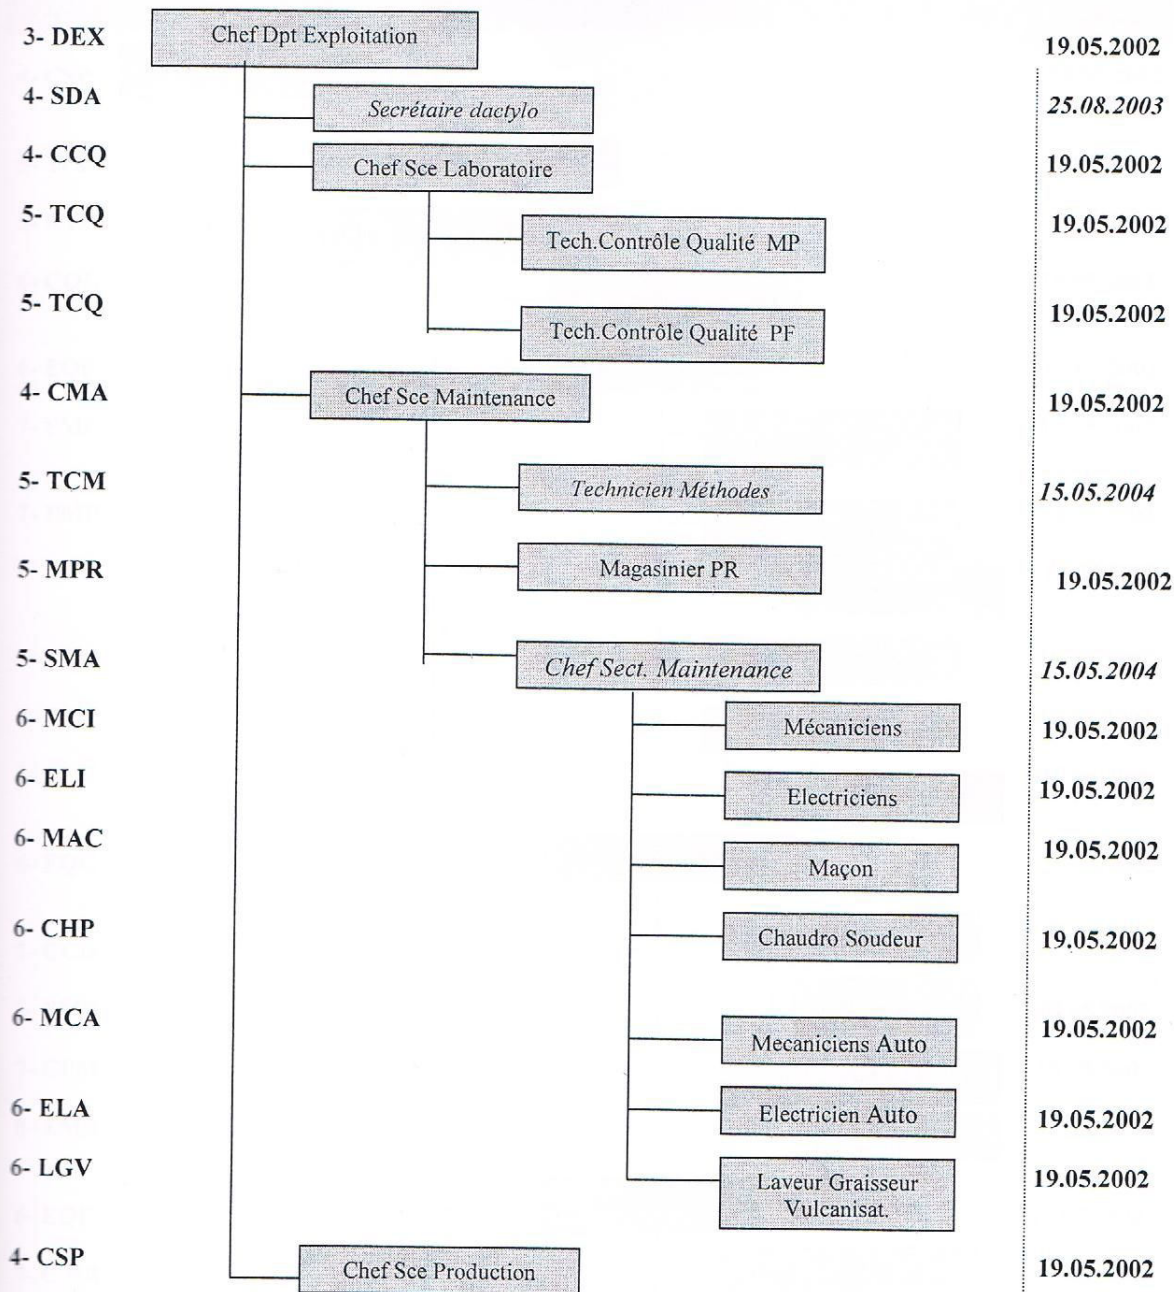 3- DEX Chef Dpt Exploitation 19.05.2002
4- SDA Secrétaire dactylo 25.08.2003
4- CCQ Chef Sce Laboratoire 19.05.2002
5- TCQ Tech.Contrôle Qualité MP 19.05.2002
5- TCQ Tech.Contrôle Qualité PF 19.05.2002
4- CMA Chef Sce Maintenance 19.05.2002
5- TCM Technicien Méthodes 15.05.2004
5- MPR Magasinier PR 19.05.2002
5- SMA Chef Sect. Maintenance 15.05.2004
6- MCI Mécaniciens 19.05.2002
6- ELI Electriciens 19.05.2002
6- MAC Maçon 19.05.2002
6- CHP Chaudro Soudeur 19.05.2002
6- MCA Mecaniciens Auto 19.05.2002
6- ELA Electricien Auto 19.05.2002
6- LGV Laveur Graisseur 19.05.2002
Vulcanisat.
4- CSP Chef Sce Production 19.05.2002